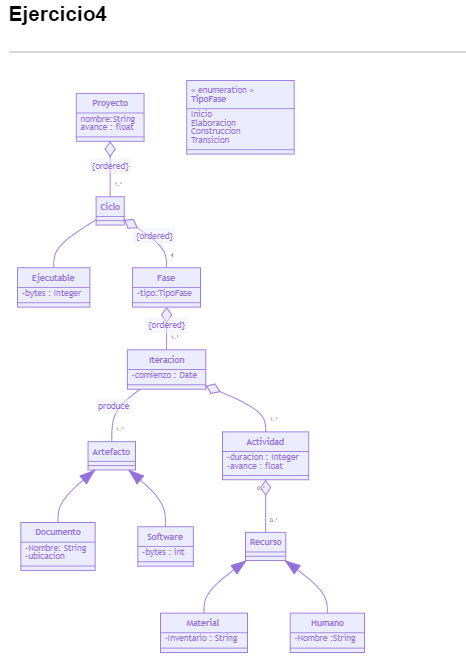 Ejercicio4
Proyecto
nombre:String
avance : float
« enumeration »
TipoFase
Inicio
Elaboracion
Construccion
Transicion
{ordered}
1..*
Ciclo
{ordered}
4
Ejecutable
-bytes : Integer
Fase
-tipo:TipoFase
{ordered}
1..*
Iteracion
-comienzo : Date
produce
1..*
1..*
Artefacto
Actividad
-duracion : Integer
-avance : float
0..*
0..*
Documento
-Nombre: String
-ubicacion
Software
-bytes : int
Recurso
Material
-Inventario : String
Humano
-Nombre :String